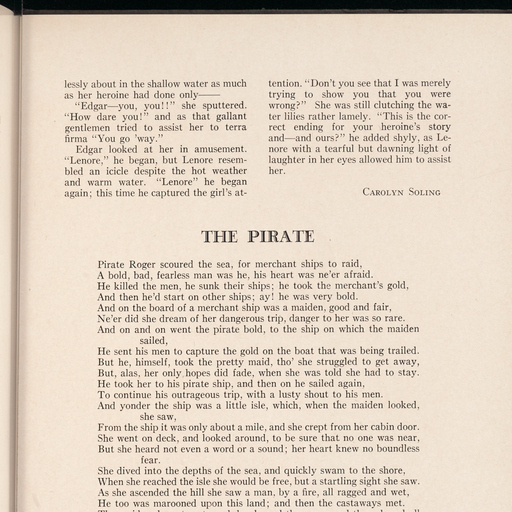 lessly about in the shallow water as much
as her heroine had done only——
"Edgar—you, you!!" she sputtered.
"How dare you!" and as that gallant
gentlemen tried to assist her to terra
firma "You go 'way."
Edgar looked at her in amusement.
"Lenore," he began, but Lenore resem-
bled an icicle despite the hot weather
and warm water. "Lenore" he began
again; this time he captured the girl's at-
tention. "Don't you see that I was merely
trying to show you that you were
wrong?" She was still clutching the wa-
ter lilies rather lamely. "This is the cor-
rect ending for your heroine's story
and—and ours?" he added shyly, as Le-
nore with a tearful but dawning light of
laughter in her eyes allowed him to assist
her.
Carolyn Soling
THE PIRATE
Pirate Roger scoured the sea, for merchant ships to raid,
A bold, bad, fearless man was he, his heart was ne'er afraid.
He killed the men, he sunk their ships; he took the merchant's gold,
And then he'd start on other ships; ay! he was very bold.
And on the board of a merchant ship was a maiden, good and fair,
Ne'er did she dream of her dangerous trip, danger to her was so rare.
And on and on went the pirate bold, to the ship on which the maiden
sailed,
He sent his men to capture the gold on the boat that was being trailed.
But he, himself, took the pretty maid, tho' she struggled to get away,
But, alas, her only hopes did fade, when she was told she had to stay.
He took her to his pirate ship, and then on he sailed again,
To continue his outrageous trip, with a lusty shout to his men.
And yonder the ship was a little isle, which, when the maiden looked,
she saw,
From the ship it was only about a mile, and she crept from her cabin door.
She went on deck, and looked around, to be sure that no one was near,
But she heard not even a word or a sound; her heart knew no boundless
fear.
She dived into the depths of the sea, and quickly swam to the shore,
When she reached the isle she would be free, but a startling sight she saw.
As she ascended the hill she saw a man, by a fire, all ragged and wet,
He too was marooned upon this land; and then the castaways met.